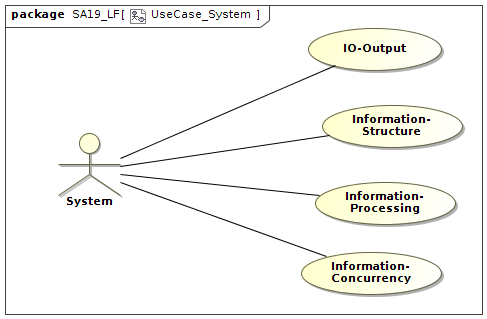 package SA19_LF[ UseCase_System ]
IO-Output
Information-
Structure
System
Information-
Processing
Information-
Concurrency